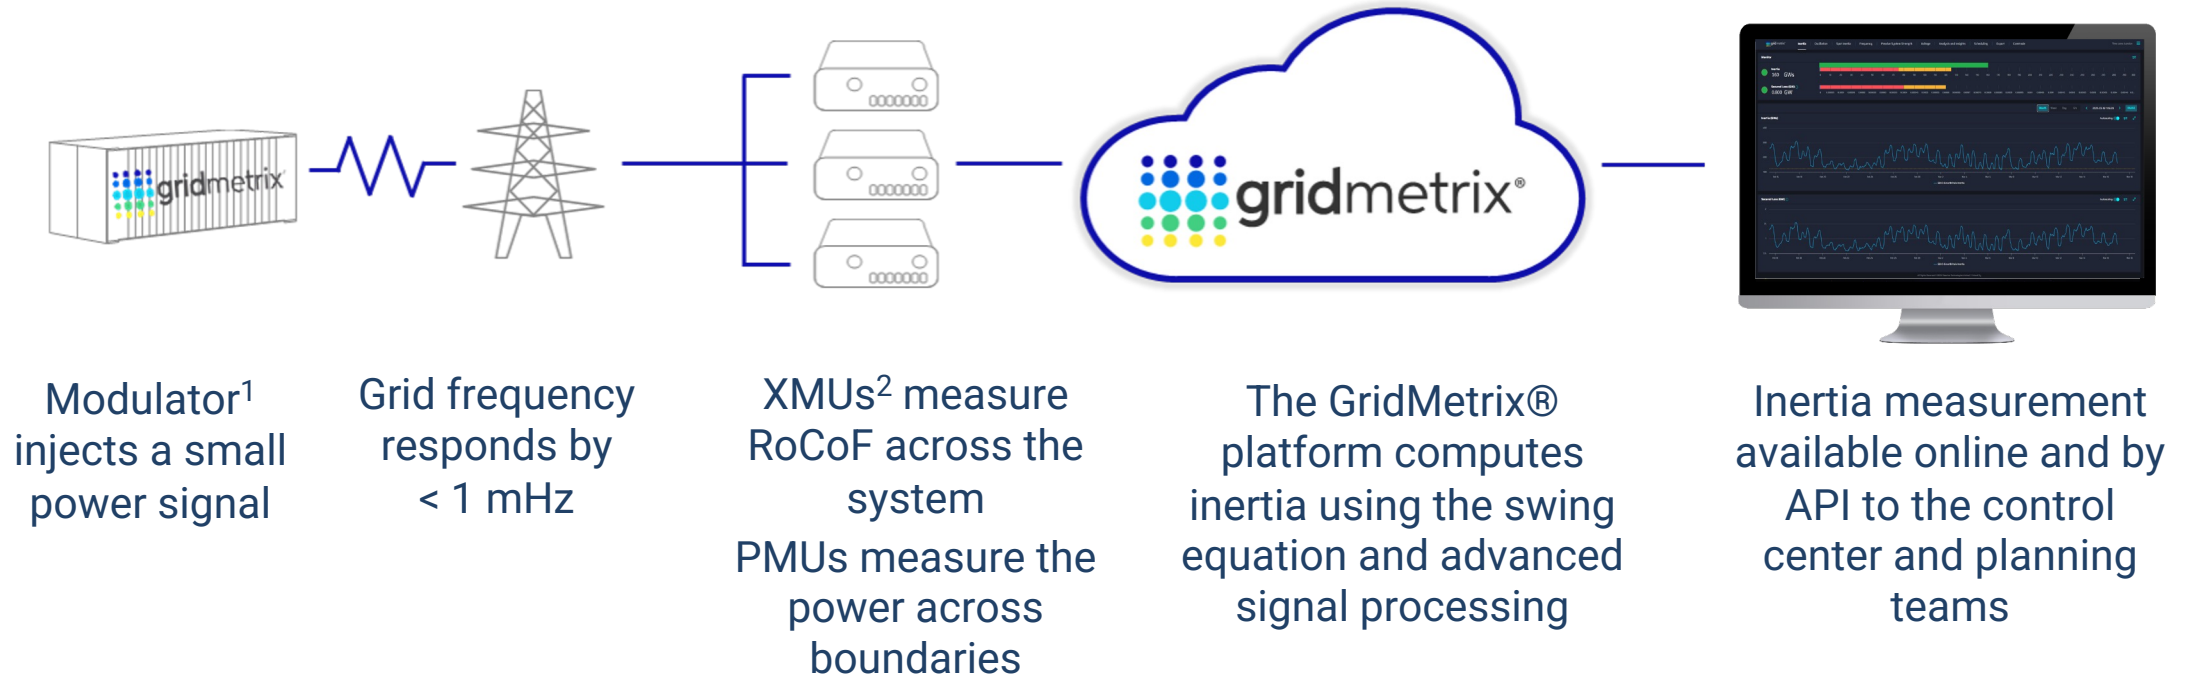 gridmetrix
gridmetrix®
Modulator¹
injects a small
power signal
Grid frequency
responds by
< 1 mHz
XMUs² measure
RoCoF across the
system
PMUs measure the
power across
boundaries
The GridMetrix®
platform computes
inertia using the swing
equation and advanced
signal processing
Inertia measurement
available online and by
API to the control
center and planning
teams